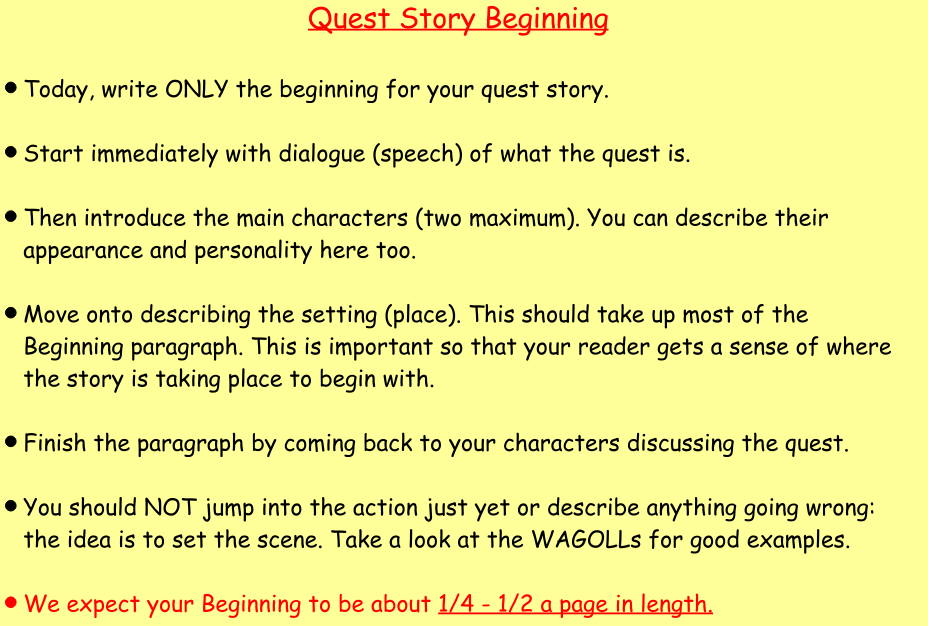 Quest Story Beginning
• Today, write ONLY the beginning for your quest story.
• Start immediately with dialogue (speech) of what the quest is.
• Then introduce the main characters (two maximum). You can describe their
appearance and personality here too.
• Move onto describing the setting (place). This should take up most of the
Beginning paragraph. This is important so that your reader gets a sense of where
the story is taking place to begin with.
• Finish the paragraph by coming back to your characters discussing the quest.
• You should NOT jump into the action just yet or describe anything going wrong:
the idea is to set the scene. Take a look at the WAGOLLs for good examples.
• We expect your Beginning to be about 1/4 - 1/2 a page in length.